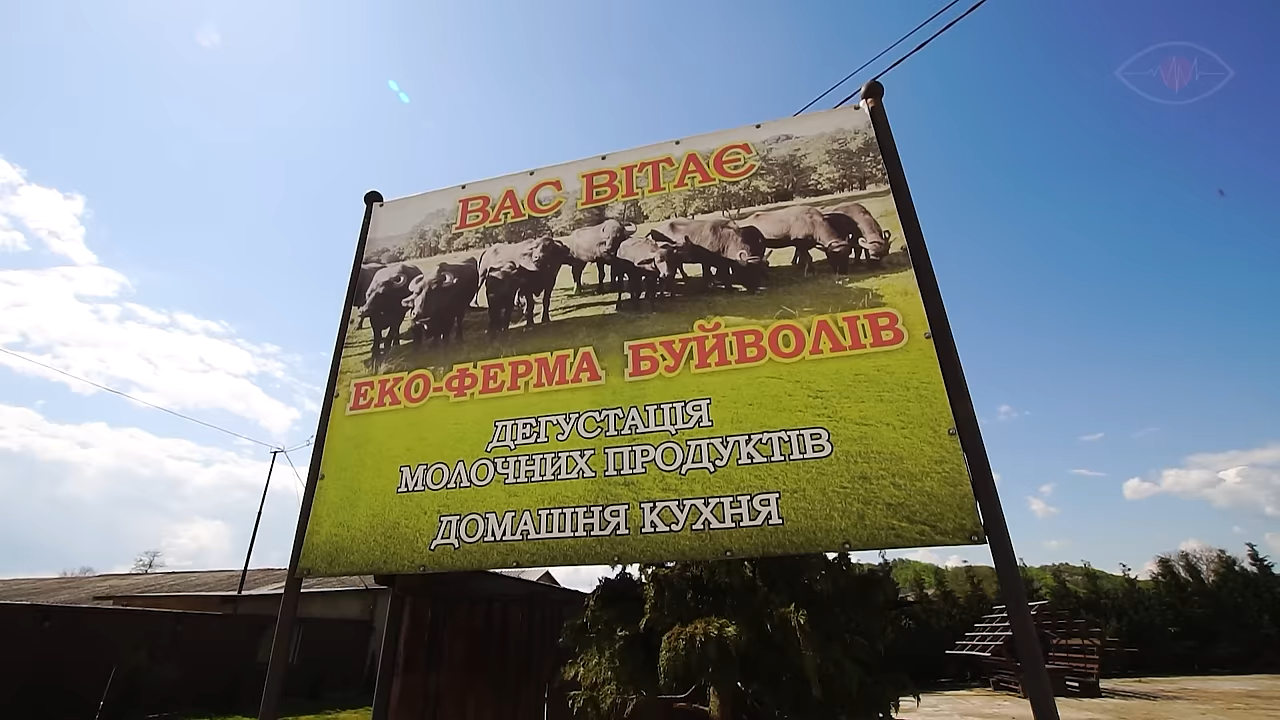 ВАС ВІТАЄ
ЕКО-ФЕРМА БУЙВОЛІВ
ДЕГУСТАЦІЯ
МОЛОЧНИХ ПРОДУКТІВ
ДОМАШНЯ КУХНЯ